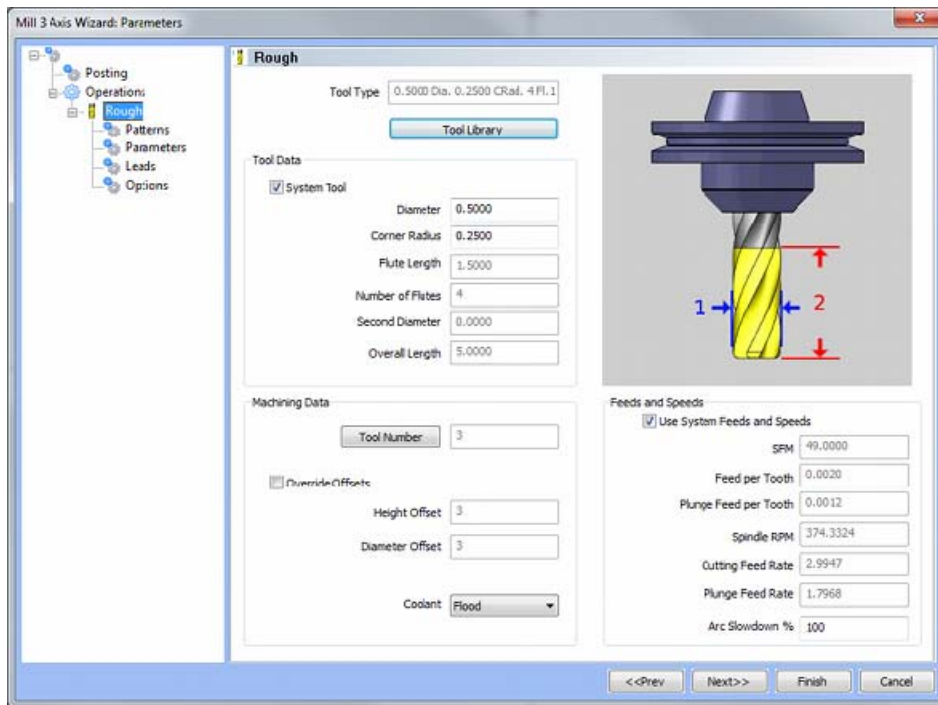 Mill 3 Axis Wizard: Parameters
Posting
Operations
Rough
Patterns
Parameters
Leads
Options
Rough
Tool Type 0.5000 Dia. 0.2500 CRad. 4 Fl. 1
Tool Library
Tool Data
System Tool
Diameter 0.5000
Corner Radius 0.2500
Flute Length 1.5000
Number of Flutes 4
Second Diameter 0.0000
Overall Length 5.0000
1
2
Machining Data
Tool Number 3
Override Offsets
Height Offset 3
Diameter Offset 3
Coolant Flood
Feeds and Speeds
Use System Feeds and Speeds
SFM 49.0000
Feed per Tooth 0.0020
Plunge Feed per Tooth 0.0012
Spindle RPM 374.3324
Cutting Feed Rate 2.9947
Plunge Feed Rate 1.7968
Arc Slowdown % 100
<<Prev
Next>>
Finish
Cancel